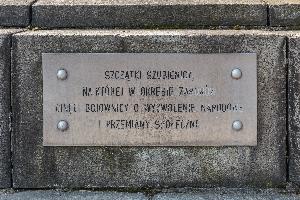 SZCZĄTKI SZUBIENICY,
NA KTÓREJ W OKRESIE ZABORÓW
GINĘLI BOJOWNICY O WYZWOLENIE NARODOWE
I PRZEMIANY SPOŁECZNE